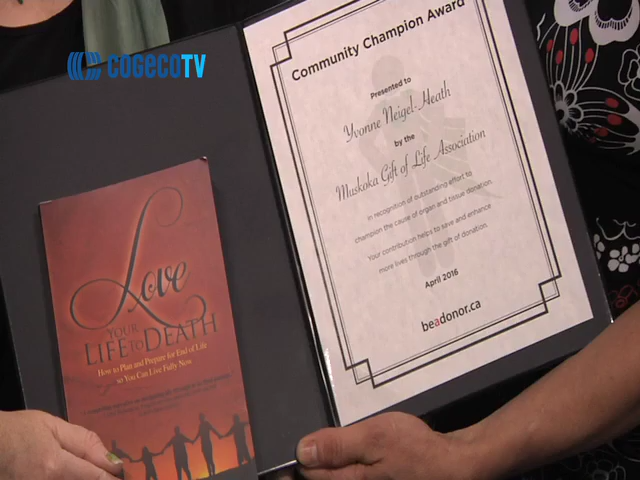 COGECOTV
Love
YOUR
LIFE TO DEATH
How to Plan and Prepare for End of Life
so You Can Live Fully Now
Community Champion Award
Presented to
Yvonne Neigel-Heath
by the
Muskoka Gift of Life Association
in recognition of outstanding effort to
champion the cause of organ and tissue donation.
Your contribution helps to save and enhance
more lives through the gift of donation.
April 2016
beadonor.ca